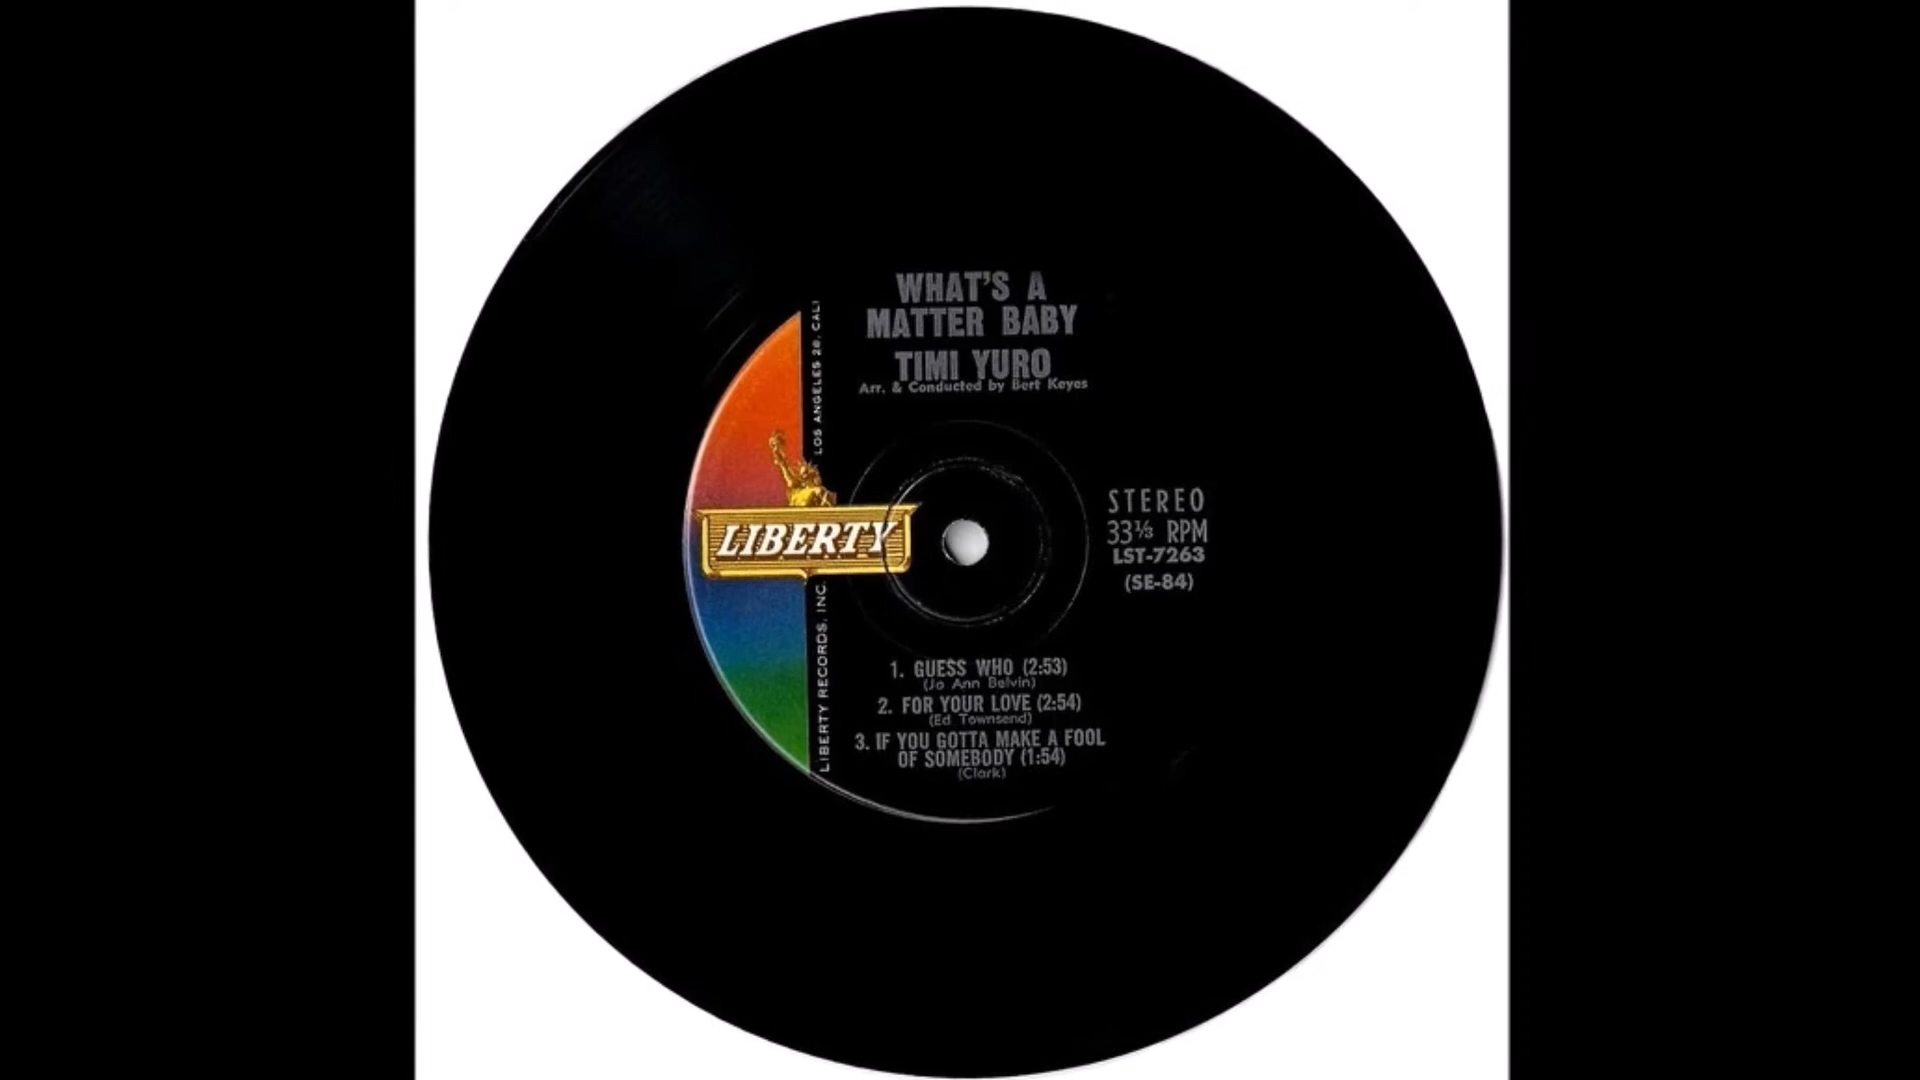 WHAT'S A
MATTER BABY
TIMI YURO
Arr. & Conducted by Bert Keyes
LIBERTY
LIBERTY RECORDS, INC.
LOS ANGELES 28, CALI
STEREO
33⅓ RPM
LST-7263
(SE-84)
1. GUESS WHO (2:53)
(Jo Ann Belvin)
2. FOR YOUR LOVE (2:54)
(Ed Townsend)
3. IF YOU GOTTA MAKE A FOOL
OF SOMEBODY (1:54)
(Clark)